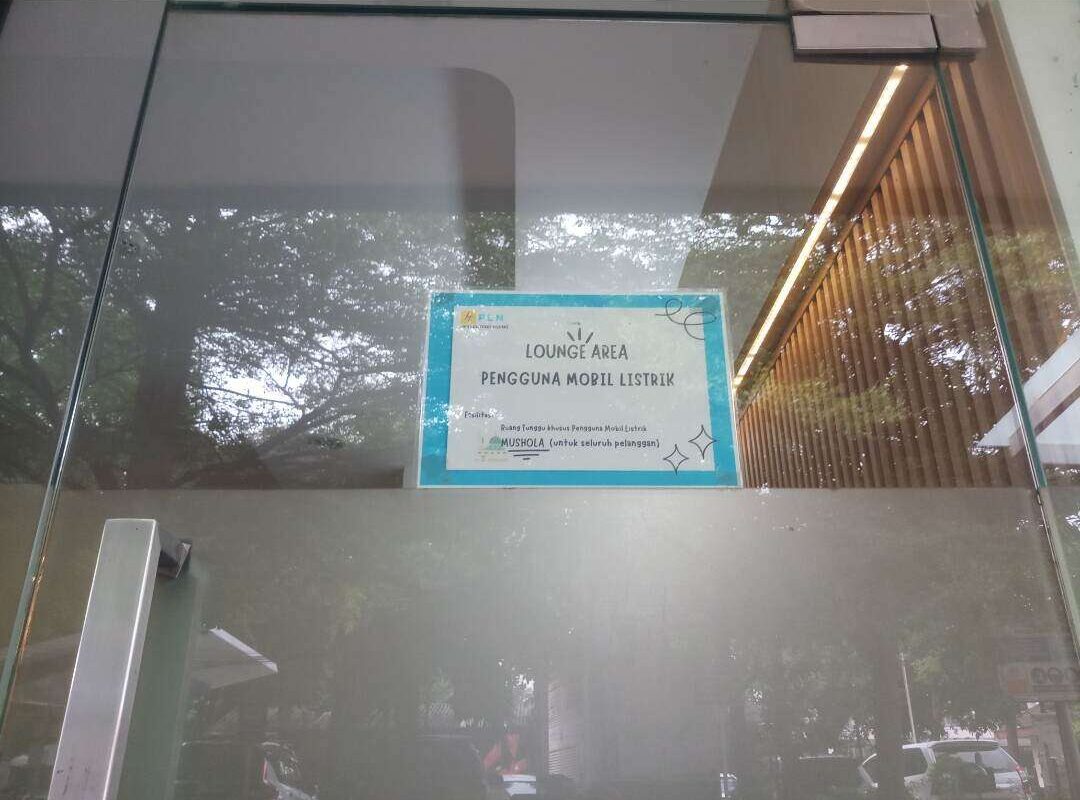 PLN
LOUNGE AREA
PENGGUNA MOBIL LISTRIK
Fasilitas
Ruang Tunggu khusus Pengguna Mobil Listrik
MUSHOLA (untuk seluruh pelanggan)